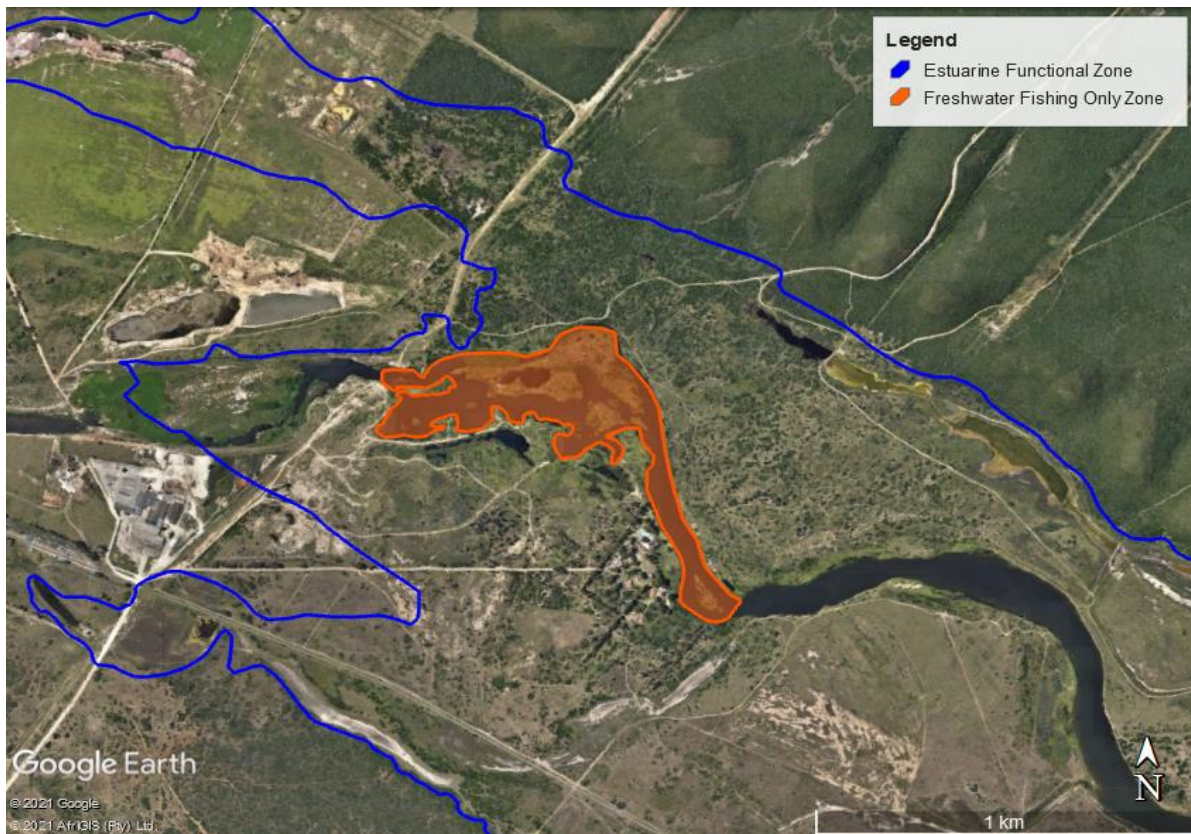 Legend
Estuarine Functional Zone
Freshwater Fishing Only Zone
Google Earth
© 2021 Google
© 2021 AfriGIS (Pty) Ltd.
N
1 km